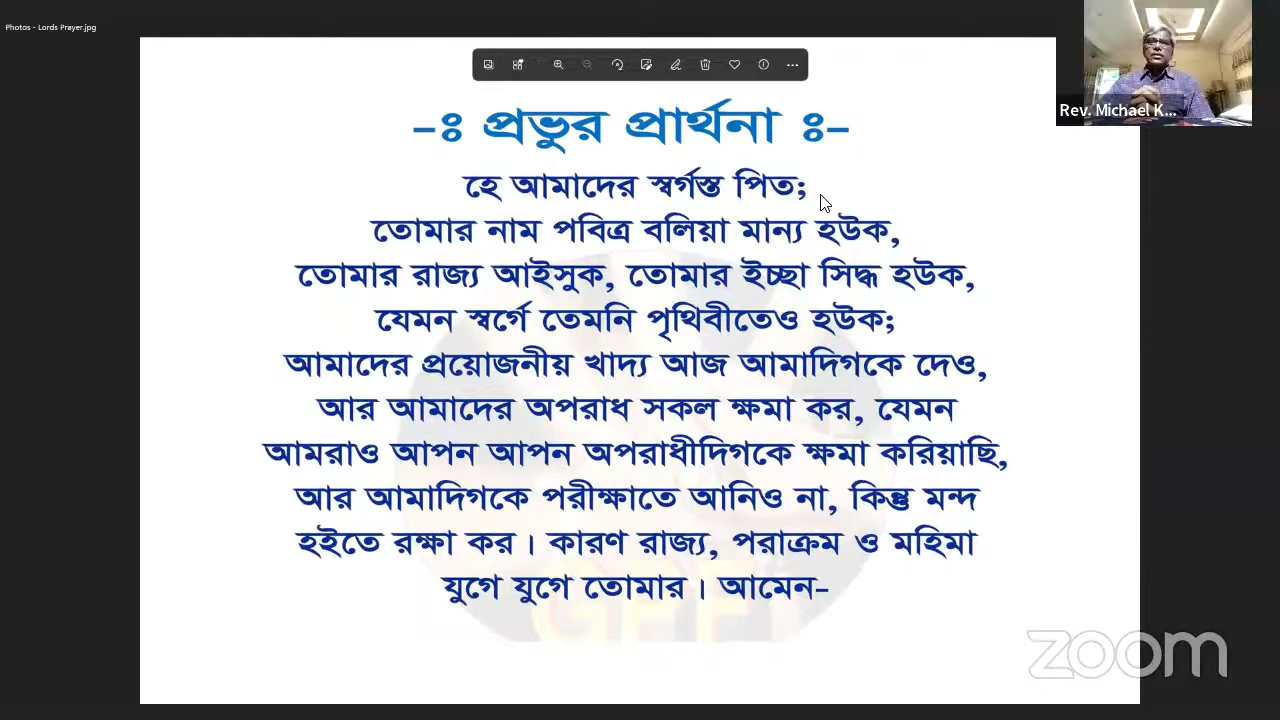 Photos - Lords Prayer.jpg
Rev. Michael K...
-ঃ প্রভুর প্রার্থনা ঃ-
হে আমাদের স্বর্গস্ত পিত;
তোমার নাম পবিত্র বলিয়া মান্য হউক,
তোমার রাজ্য আইসুক, তোমার ইচ্ছা সিদ্ধ হউক,
যেমন স্বর্গে তেমনি পৃথিবীতেও হউক;
আমাদের প্রয়োজনীয় খাদ্য আজ আমাদিগকে দেও,
আর আমাদের অপরাধ সকল ক্ষমা কর, যেমন
আমরাও আপন আপন অপরাধীদিগকে ক্ষমা করিয়াছি,
আর আমাদিগকে পরীক্ষাতে আনিও না, কিন্তু মন্দ
হইতে রক্ষা কর। কারণ রাজ্য, পরাক্রম ও মহিমা
যুগে যুগে তোমার। আমেন-
zoom